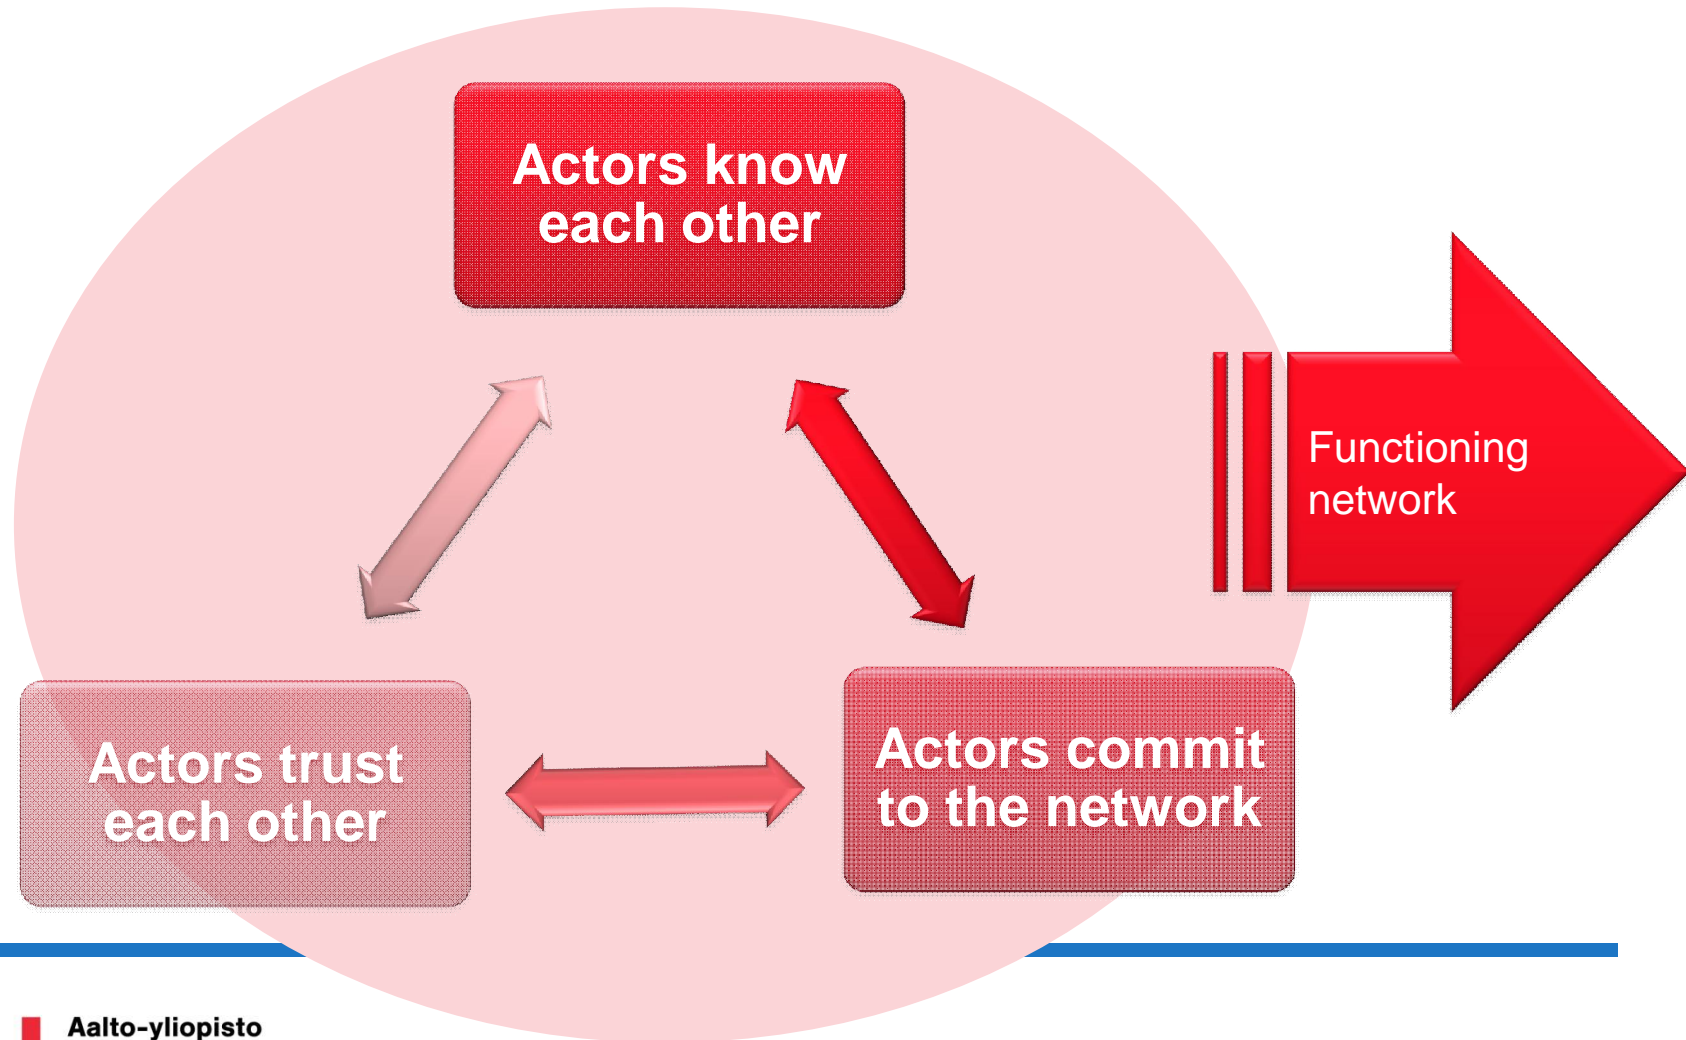 Actors know
each other
Functioning
network
Actors trust
each other
Actors commit
to the network
Aalto-yliopisto